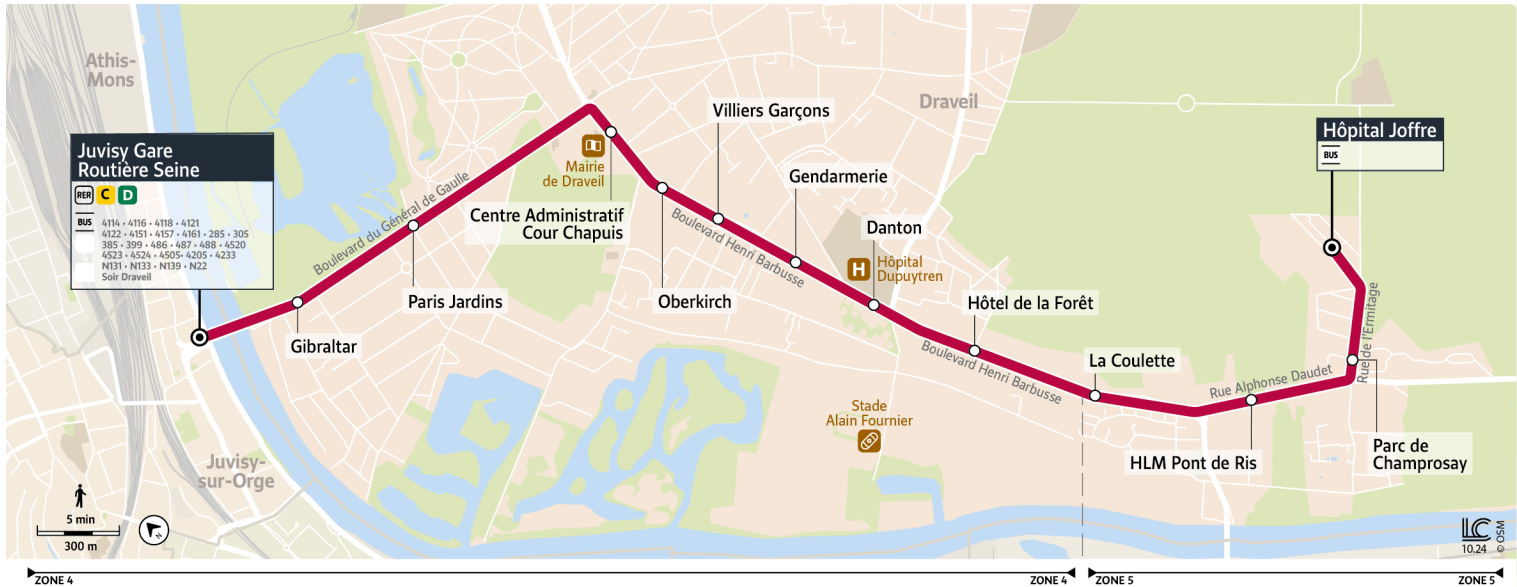 Athis-
Mons
Juvisy Gare
Routière Seine
RER C D
BUS
4114 • 4116 • 4118 • 4121
4122 • 4151 • 4157 • 4161 • 285 • 305
385 • 399 • 486 • 487 • 488 • 4520
4523 • 4524 • 4505• 4205 • 4233
N131 • N133 • N139 • N22
Soir Draveil
Gibraltar
Boulevard du Général de Gaulle
Paris Jardins
Mairie
de Draveil
Centre Administratif
Cour Chapuis
Oberkirch
Villiers Garçons
Boulevard Henri Barbusse
Gendarmerie
Draveil
Danton
H
Hôpital
Dupuytren
Hôtel de la Forêt
Boulevard Henri Barbusse
La Coulette
Stade
Alain Fournier
HLM Pont de Ris
Rue Alphonse Daudet
Parc de
Champrosay
Rue de l'Ermitage
Hôpital Joffre
BUS
Juvisy-
sur-Orge
5 min
300 m
N
LC
10.24
© OSM
ZONE 4
ZONE 4
ZONE 5
ZONE 5